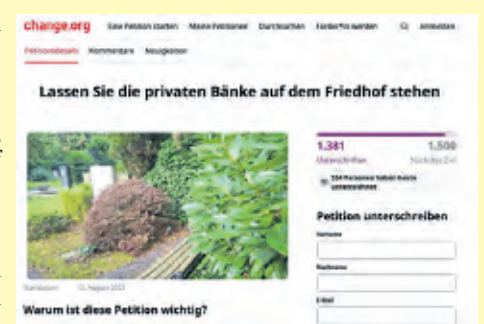 change.org Eine Petition starten Meine Petitionen Durchsuchen Förder*in werden Anmelden
Petitionsdetails Kommentare Neuigkeiten
Lassen Sie die privaten Bänke auf dem Friedhof stehen
1.381 1.500
Unterschriften Nächstes Ziel
Personen haben heute
unterzeichnet
Petition unterschreiben
Vorname
Nachname
E-Mail
August
Warum ist diese Petition wichtig?